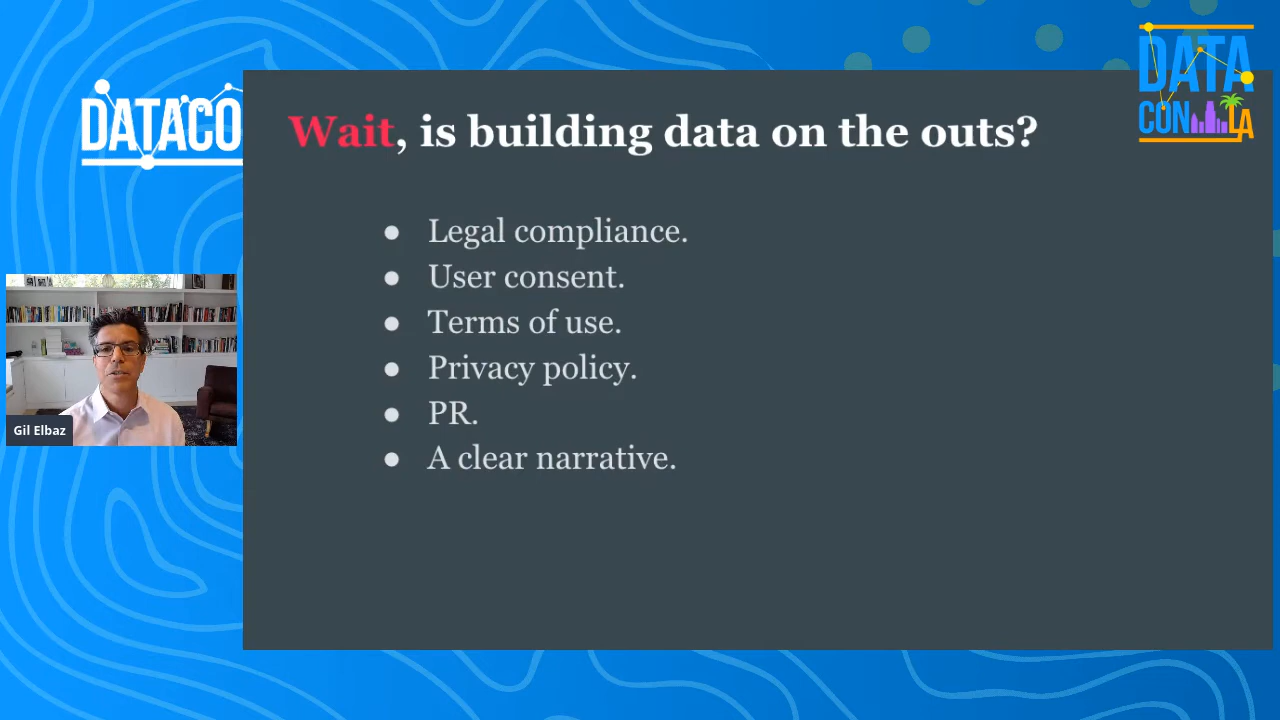 DATACO
DATA
CON LA
Wait, is building data on the outs?
● Legal compliance.
● User consent.
● Terms of use.
● Privacy policy.
● PR.
● A clear narrative.
Gil Elbaz